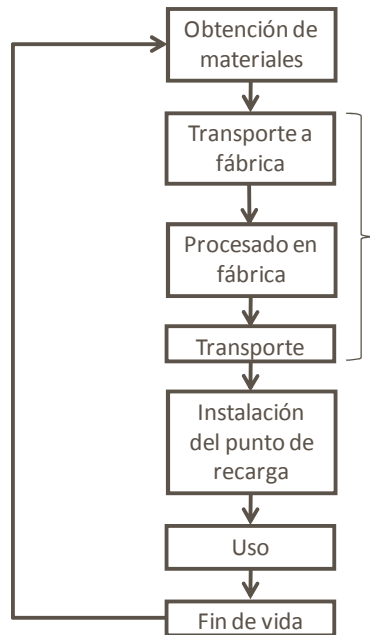 Obtención de
materiales
Transporte a
fábrica
Procesado en
fábrica
Transporte
Instalación
del punto de
recarga
Uso
Fin de vida